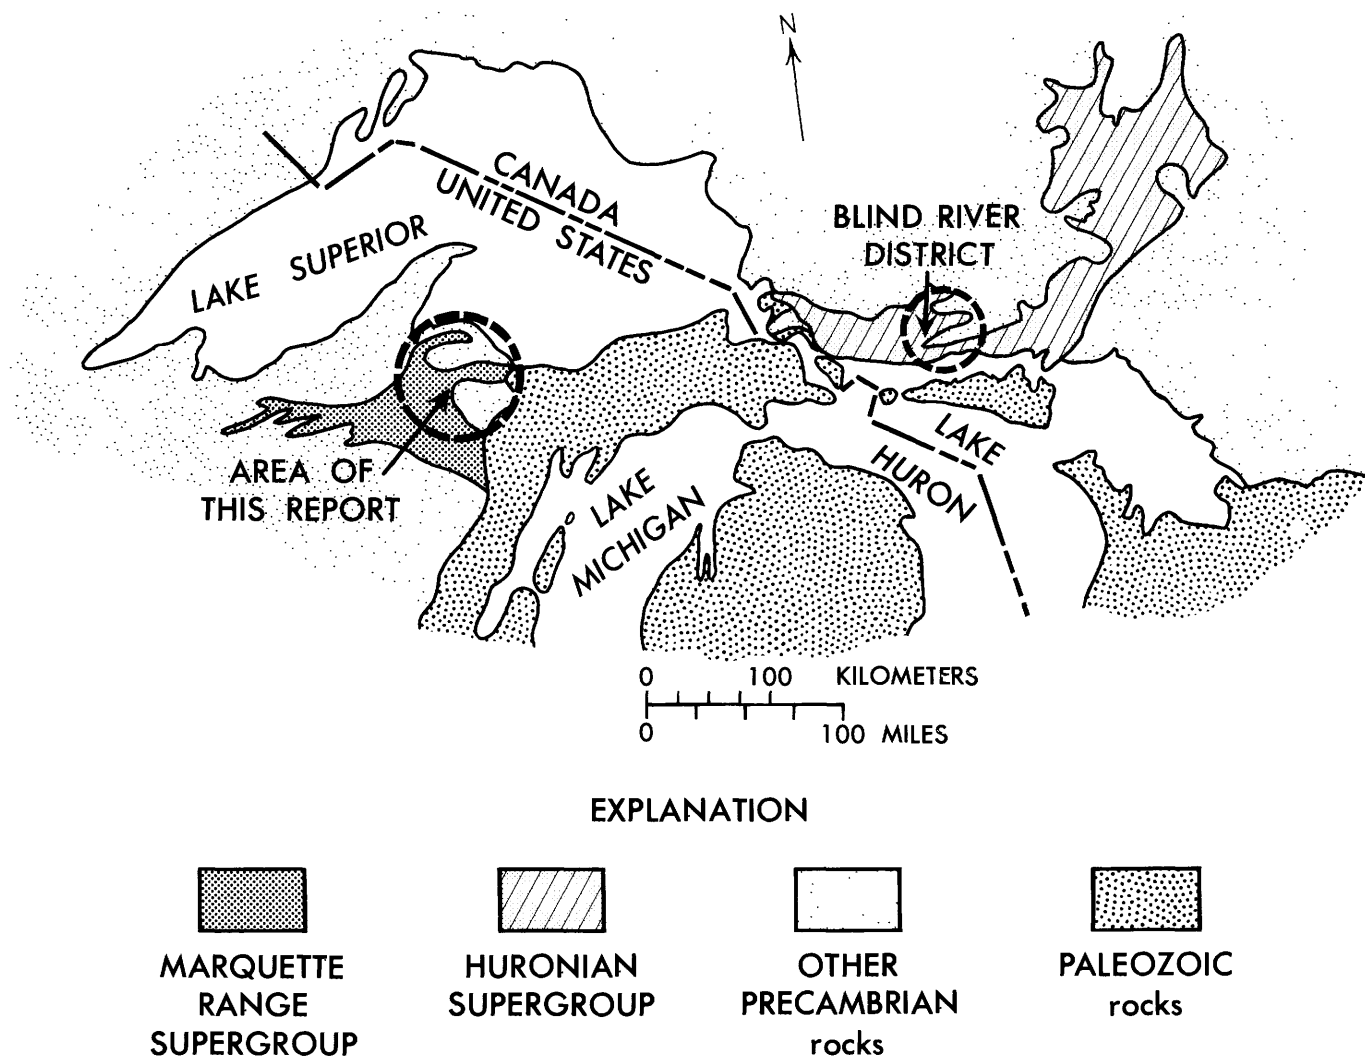 N
CANADA
UNITED STATES
LAKE SUPERIOR
BLIND RIVER
DISTRICT
AREA OF
THIS REPORT
LAKE
MICHIGAN
LAKE
HURON
0 100 KILOMETERS
0 100 MILES
EXPLANATION
MARQUETTE
RANGE
SUPERGROUP
HURONIAN
SUPERGROUP
OTHER
PRECAMBRIAN
rocks
PALEOZOIC
rocks